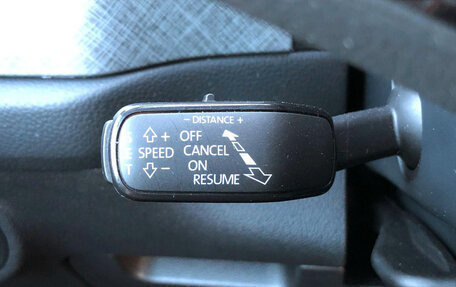 − DISTANCE +
+ OFF
SPEED CANCEL
ON
− RESUME